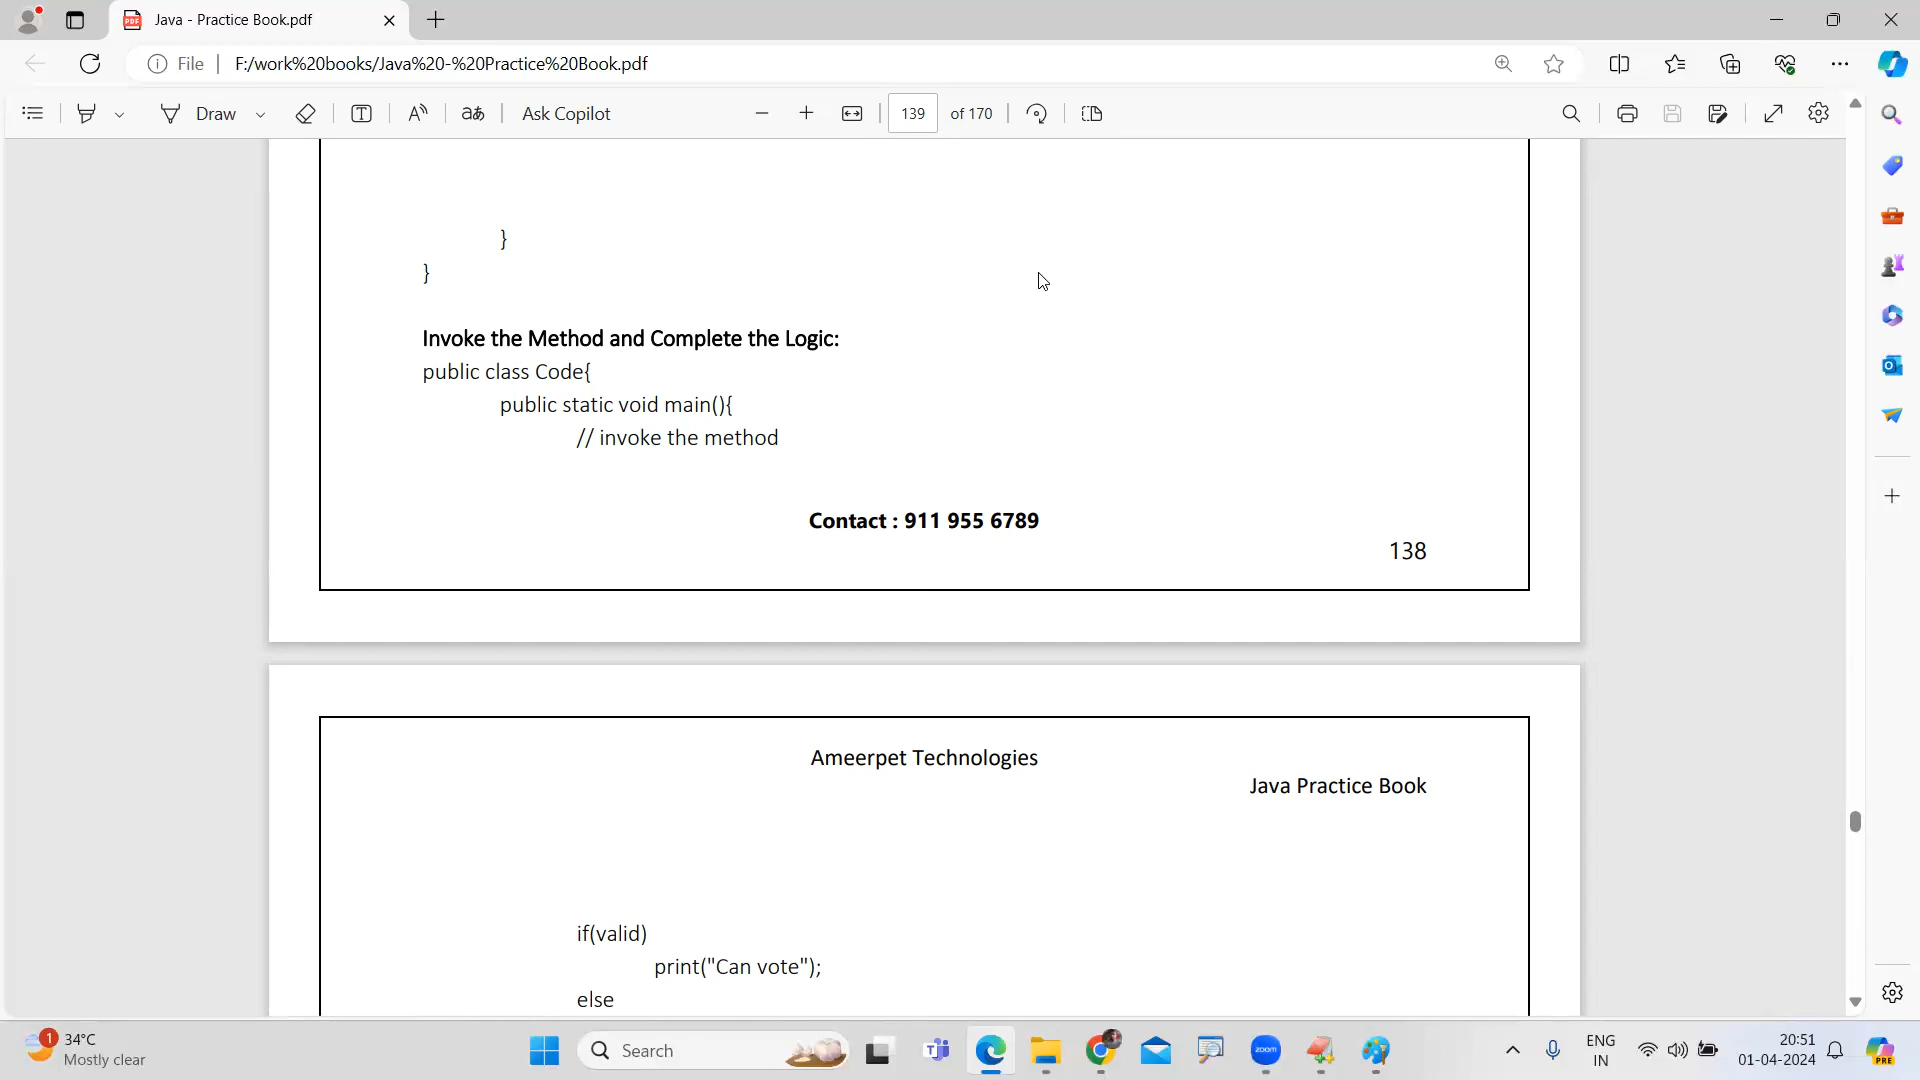 Java - Practice Book.pdf
File
F:/work%20books/Java%20-%20Practice%20Book.pdf
Draw
Ask Copilot
139
of 170
}
}
Invoke the Method and Complete the Logic:
public class Code{
public static void main(){
// invoke the method
Contact : 911 955 6789
138
Ameerpet Technologies
Java Practice Book
if(valid)
print("Can vote");
else
1
34°C
Mostly clear
Search
zoom
ENG
IN
20:51
01-04-2024
PRE